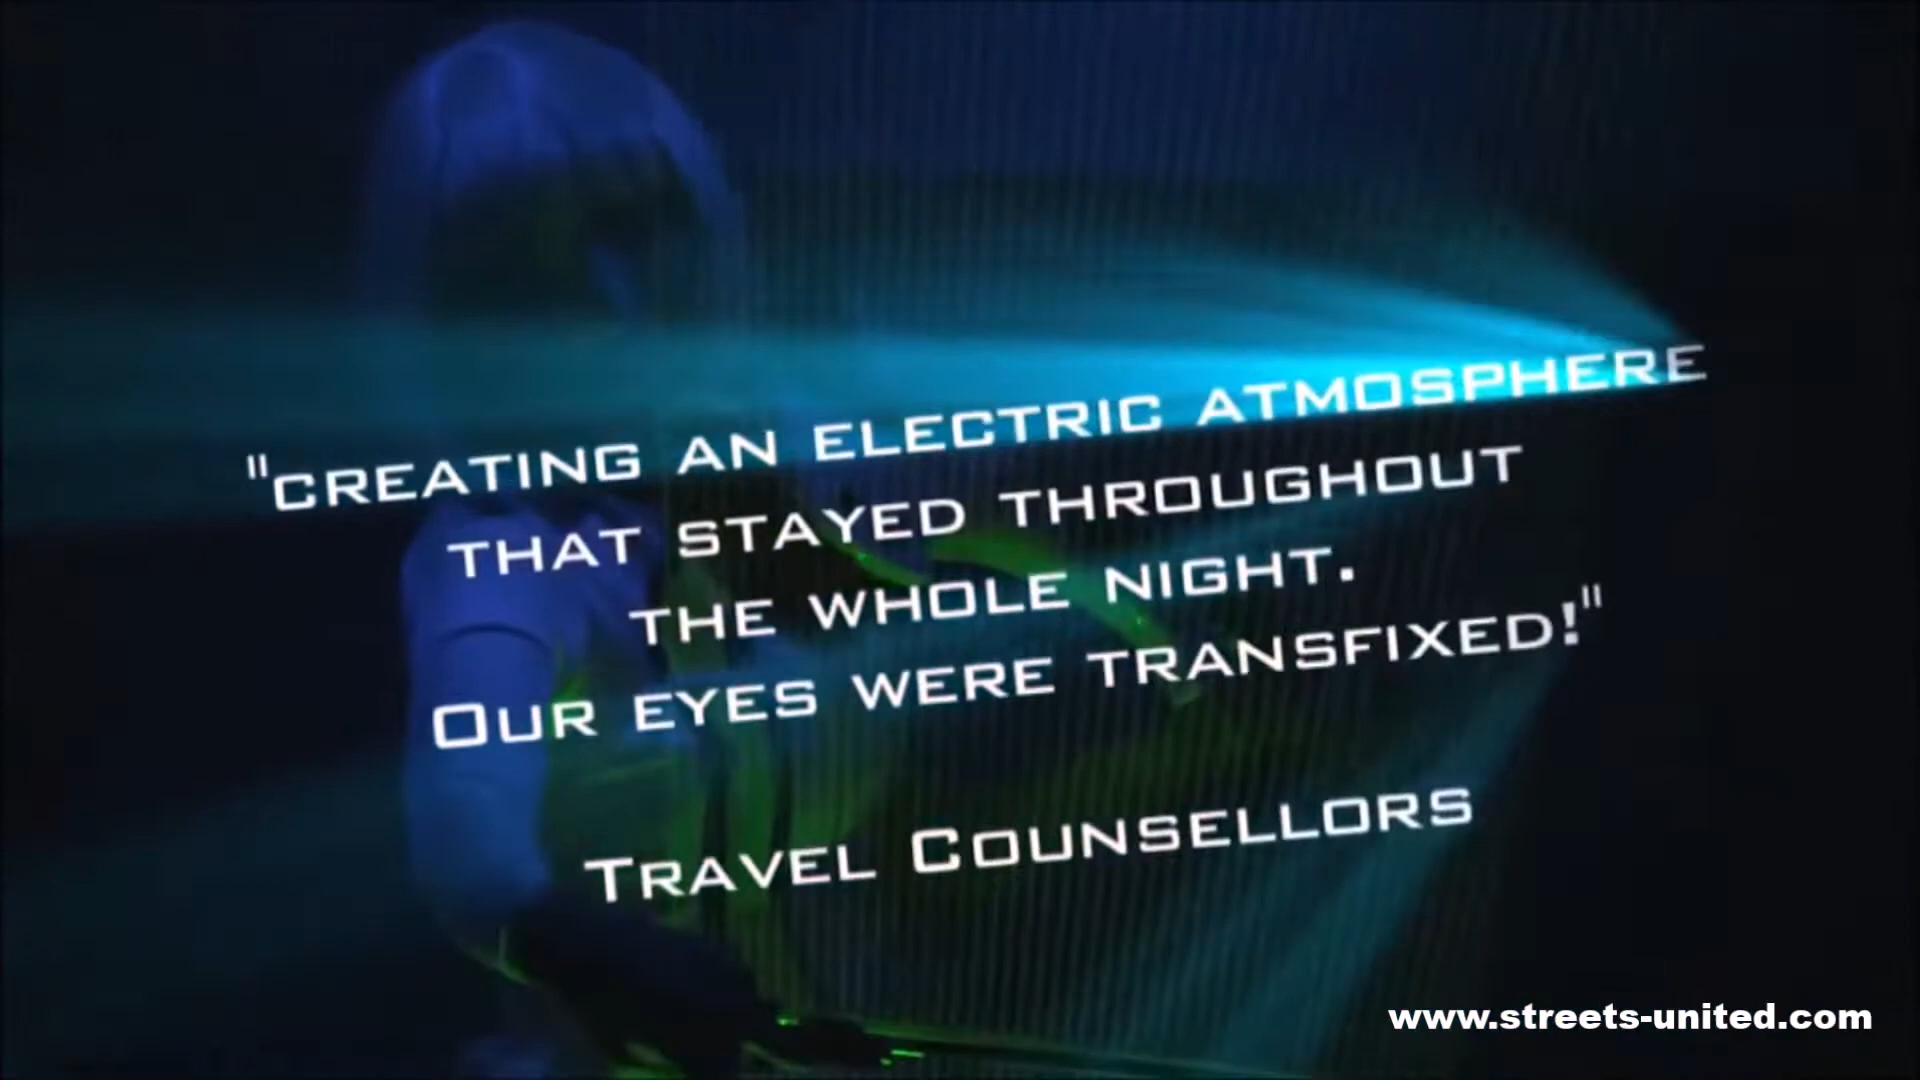 "creating an electric atmosphere
that stayed throughout
the whole night.
Our eyes were transfixed!"
Travel Counsellors
www.streets-united.com